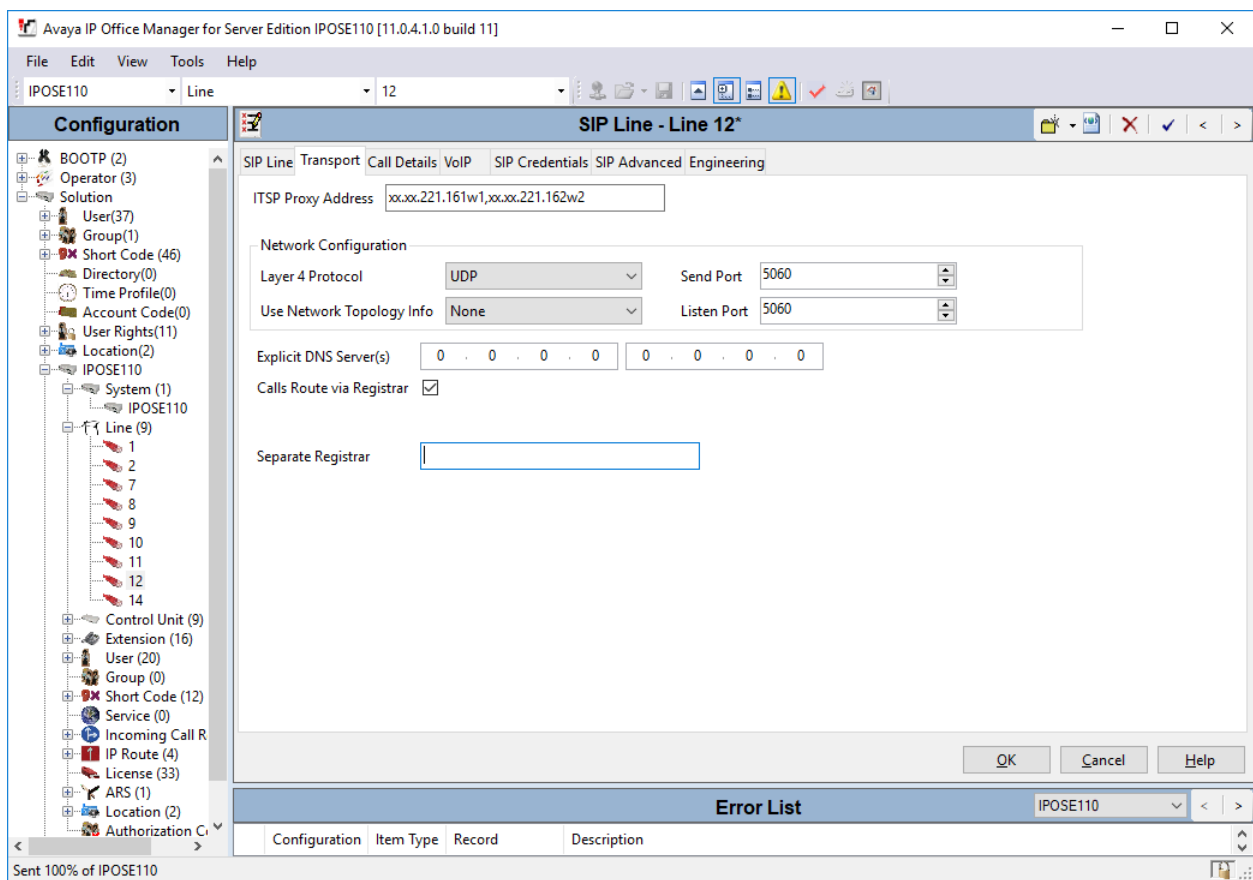 Avaya IP Office Manager for Server Edition IPOSE110 [11.0.4.1.0 build 11]
File Edit View Tools Help
IPOSE110 Line 12
Configuration
BOOTP (2)
Operator (3)
Solution
User(37)
Group(1)
Short Code (46)
Directory(0)
Time Profile(0)
Account Code(0)
User Rights(11)
Location(2)
IPOSE110
System (1)
IPOSE110
Line (9)
1
2
7
8
9
10
11
12
14
Control Unit (9)
Extension (16)
User (20)
Group (0)
Short Code (12)
Service (0)
Incoming Call R
IP Route (4)
License (33)
ARS (1)
Location (2)
Authorization C
SIP Line - Line 12*
SIP Line Transport Call Details VoIP SIP Credentials SIP Advanced Engineering
ITSP Proxy Address xx.xx.221.161w1,xx.xx.221.162w2
Network Configuration
Layer 4 Protocol UDP Send Port 5060
Use Network Topology Info None Listen Port 5060
Explicit DNS Server(s) 0 . 0 . 0 . 0 0 . 0 . 0 . 0
Calls Route via Registrar
Separate Registrar
OK Cancel Help
Error List IPOSE110
Configuration Item Type Record Description
Sent 100% of IPOSE110